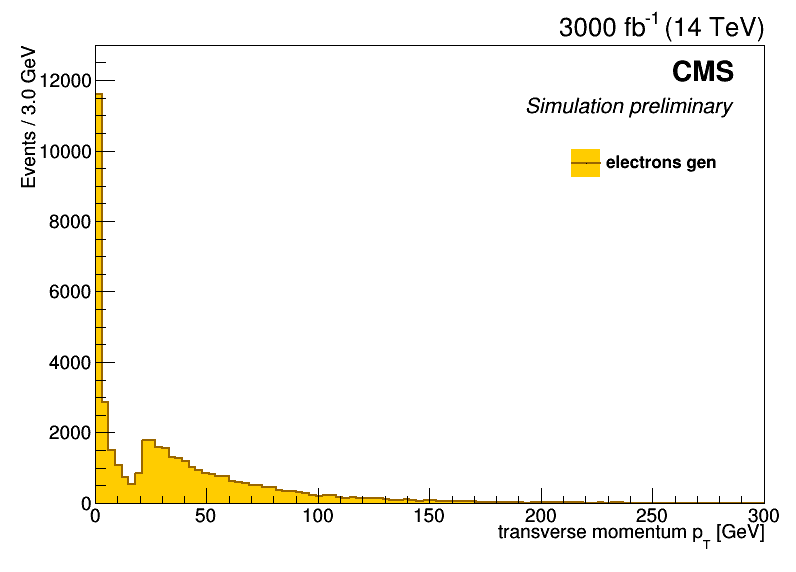 3000 fb-1 (14 TeV)
CMS
Simulation preliminary
electrons gen
Events / 3.0 GeV
12000
10000
8000
6000
4000
2000
0
0 50 100 150 200 250 300
transverse momentum pT [GeV]